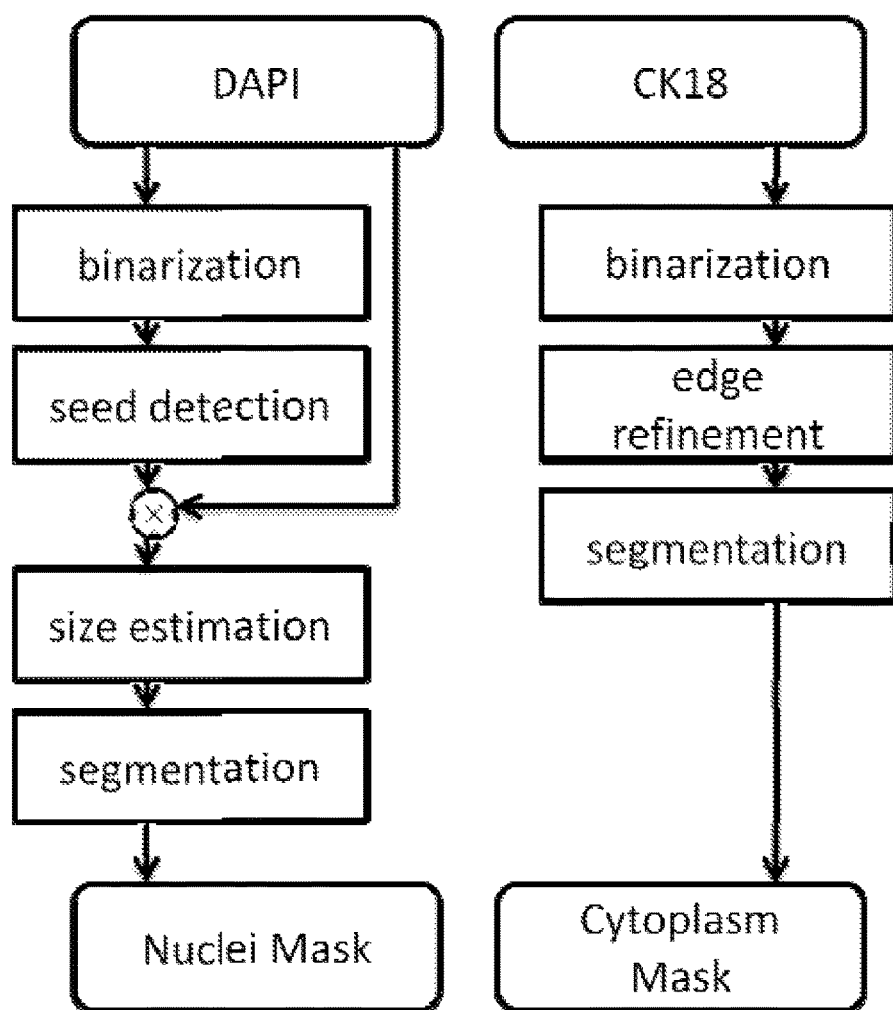 DAPI
binarization
seed detection
×
size estimation
segmentation
Nuclei Mask
CK18
binarization
edge
refinement
segmentation
Cytoplasm
Mask